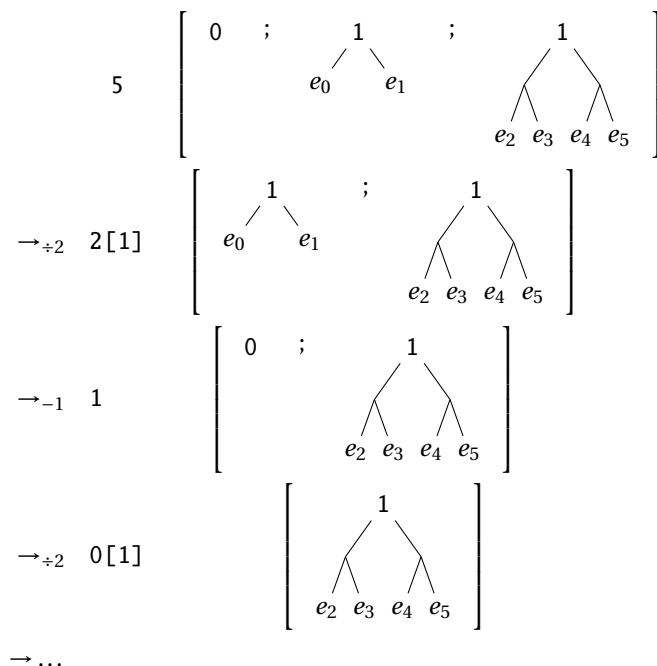 5 [ 0 ; 1 ; 1 ]
e₀ e₁
e₂ e₃ e₄ e₅
→÷2 2[1] [ 1 ; 1 ]
e₀ e₁
e₂ e₃ e₄ e₅
→−1 1 [ 0 ; 1 ]
e₂ e₃ e₄ e₅
→÷2 0[1] [ 1 ]
e₂ e₃ e₄ e₅
→ …